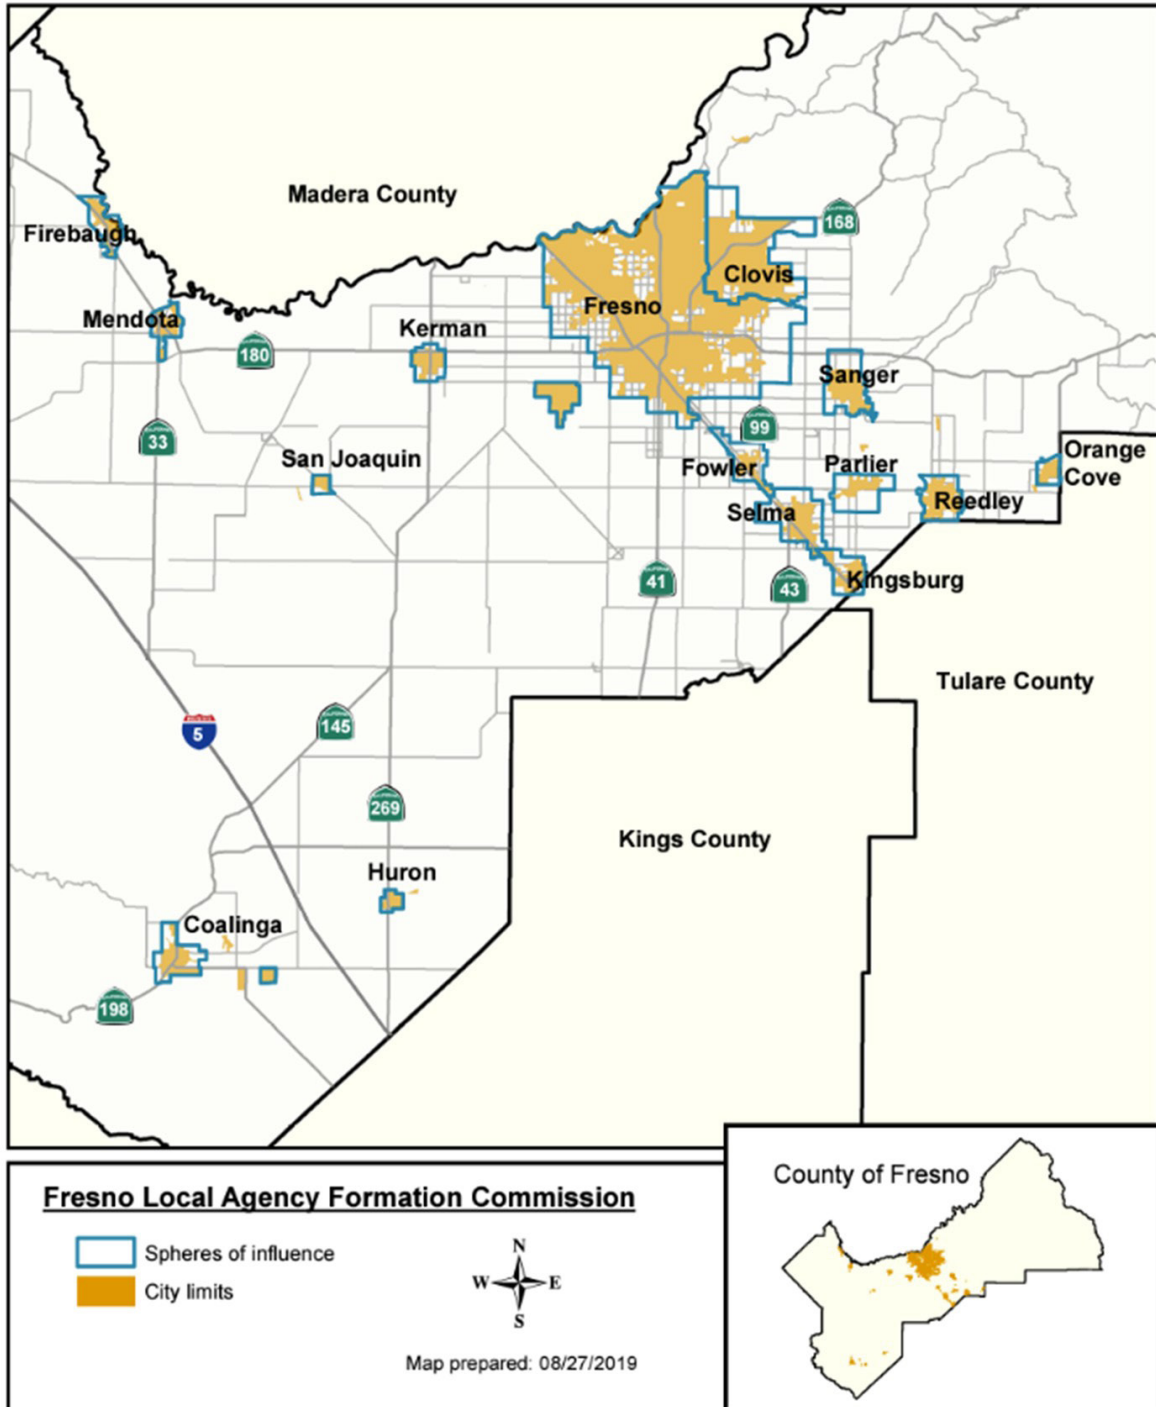 Madera County
168
Firebaugh
Clovis
Fresno
Mendota
Kerman
180
Sanger
99
33
Orange
Cove
San Joaquin
Fowler
Parlier
Reedley
Selma
41
43
Kingsburg
Tulare County
5
145
269
Kings County
Huron
Coalinga
198
Fresno Local Agency Formation Commission
Spheres of influence
City limits
N
W E
S
Map prepared: 08/27/2019
County of Fresno